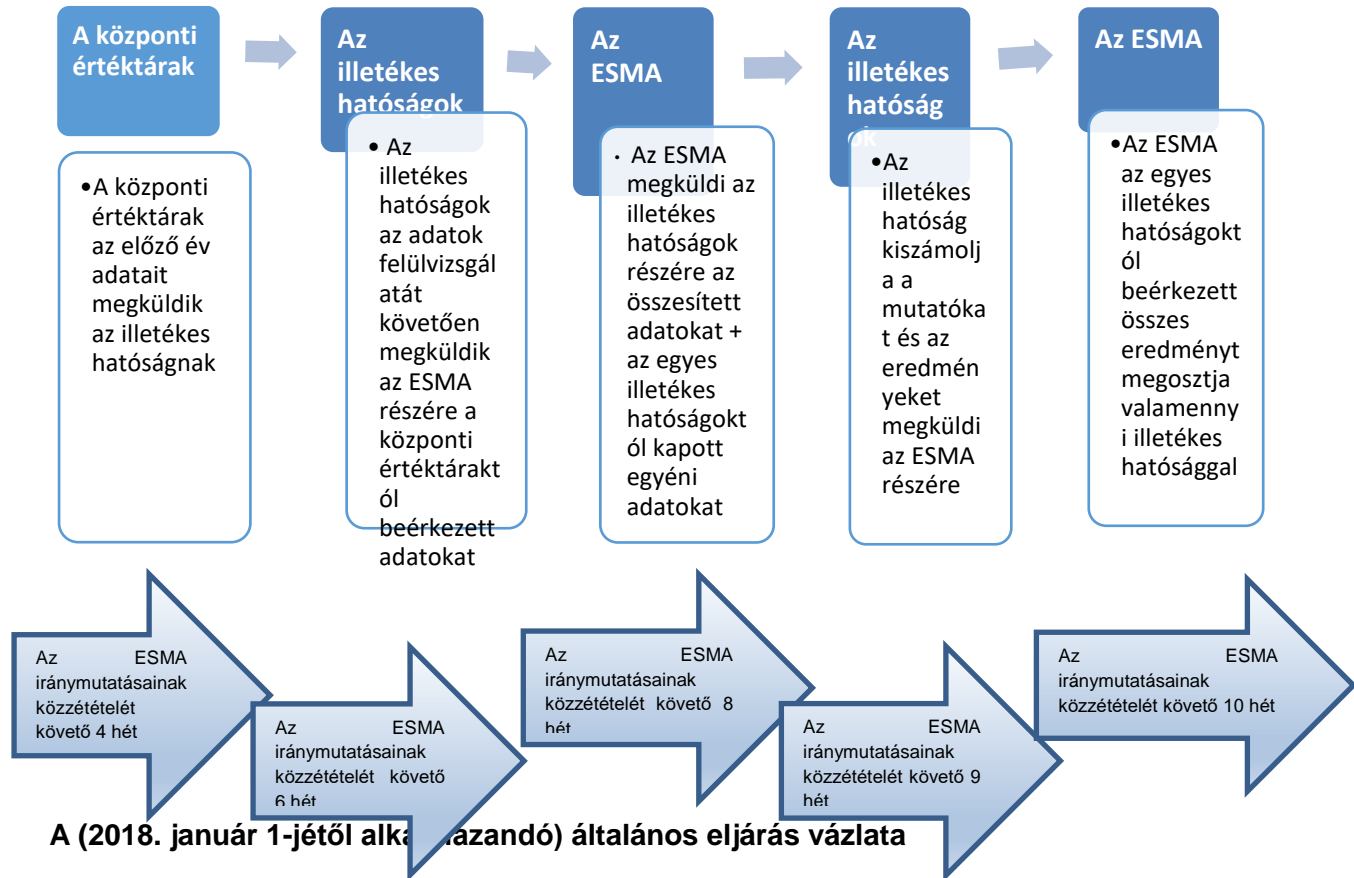 A központi
értéktárak
Az
illetékes
hatóságok
Az
ESMA
Az
illetékes
hatóság
ok
Az ESMA
•A központi
értéktárak
az előző év
adatait
megküldik
az illetékes
hatóságnak
• Az
illetékes
hatóságok
az adatok
felülvizsgál
atát
követően
megküldik
az ESMA
részére a
központi
értéktárakt
ól
beérkezett
adatokat
• Az ESMA
megküldi az
illetékes
hatóságok
részére az
összesített
adatokat +
az egyes
illetékes
hatóságokt
ól kapott
egyéni
adatokat
•Az
illetékes
hatóság
kiszámolj
a a
mutatóka
t és az
eredmén
yeket
megküldi
az ESMA
részére
•Az ESMA
az egyes
illetékes
hatóságokt
ól
beérkezett
összes
eredményt
megosztja
valamenny
i illetékes
hatósággal
Az ESMA
iránymutatásainak
közzétételét
követő 4 hét
Az ESMA
iránymutatásainak
közzétételét követő
6 hét
Az ESMA
iránymutatásainak
közzétételét követő 8
hét
Az ESMA
iránymutatásainak
közzétételét követő 9
hét
Az ESMA
iránymutatásainak
közzétételét követő 10 hét
A (2018. január 1-jétől alkalmazandó) általános eljárás vázlata